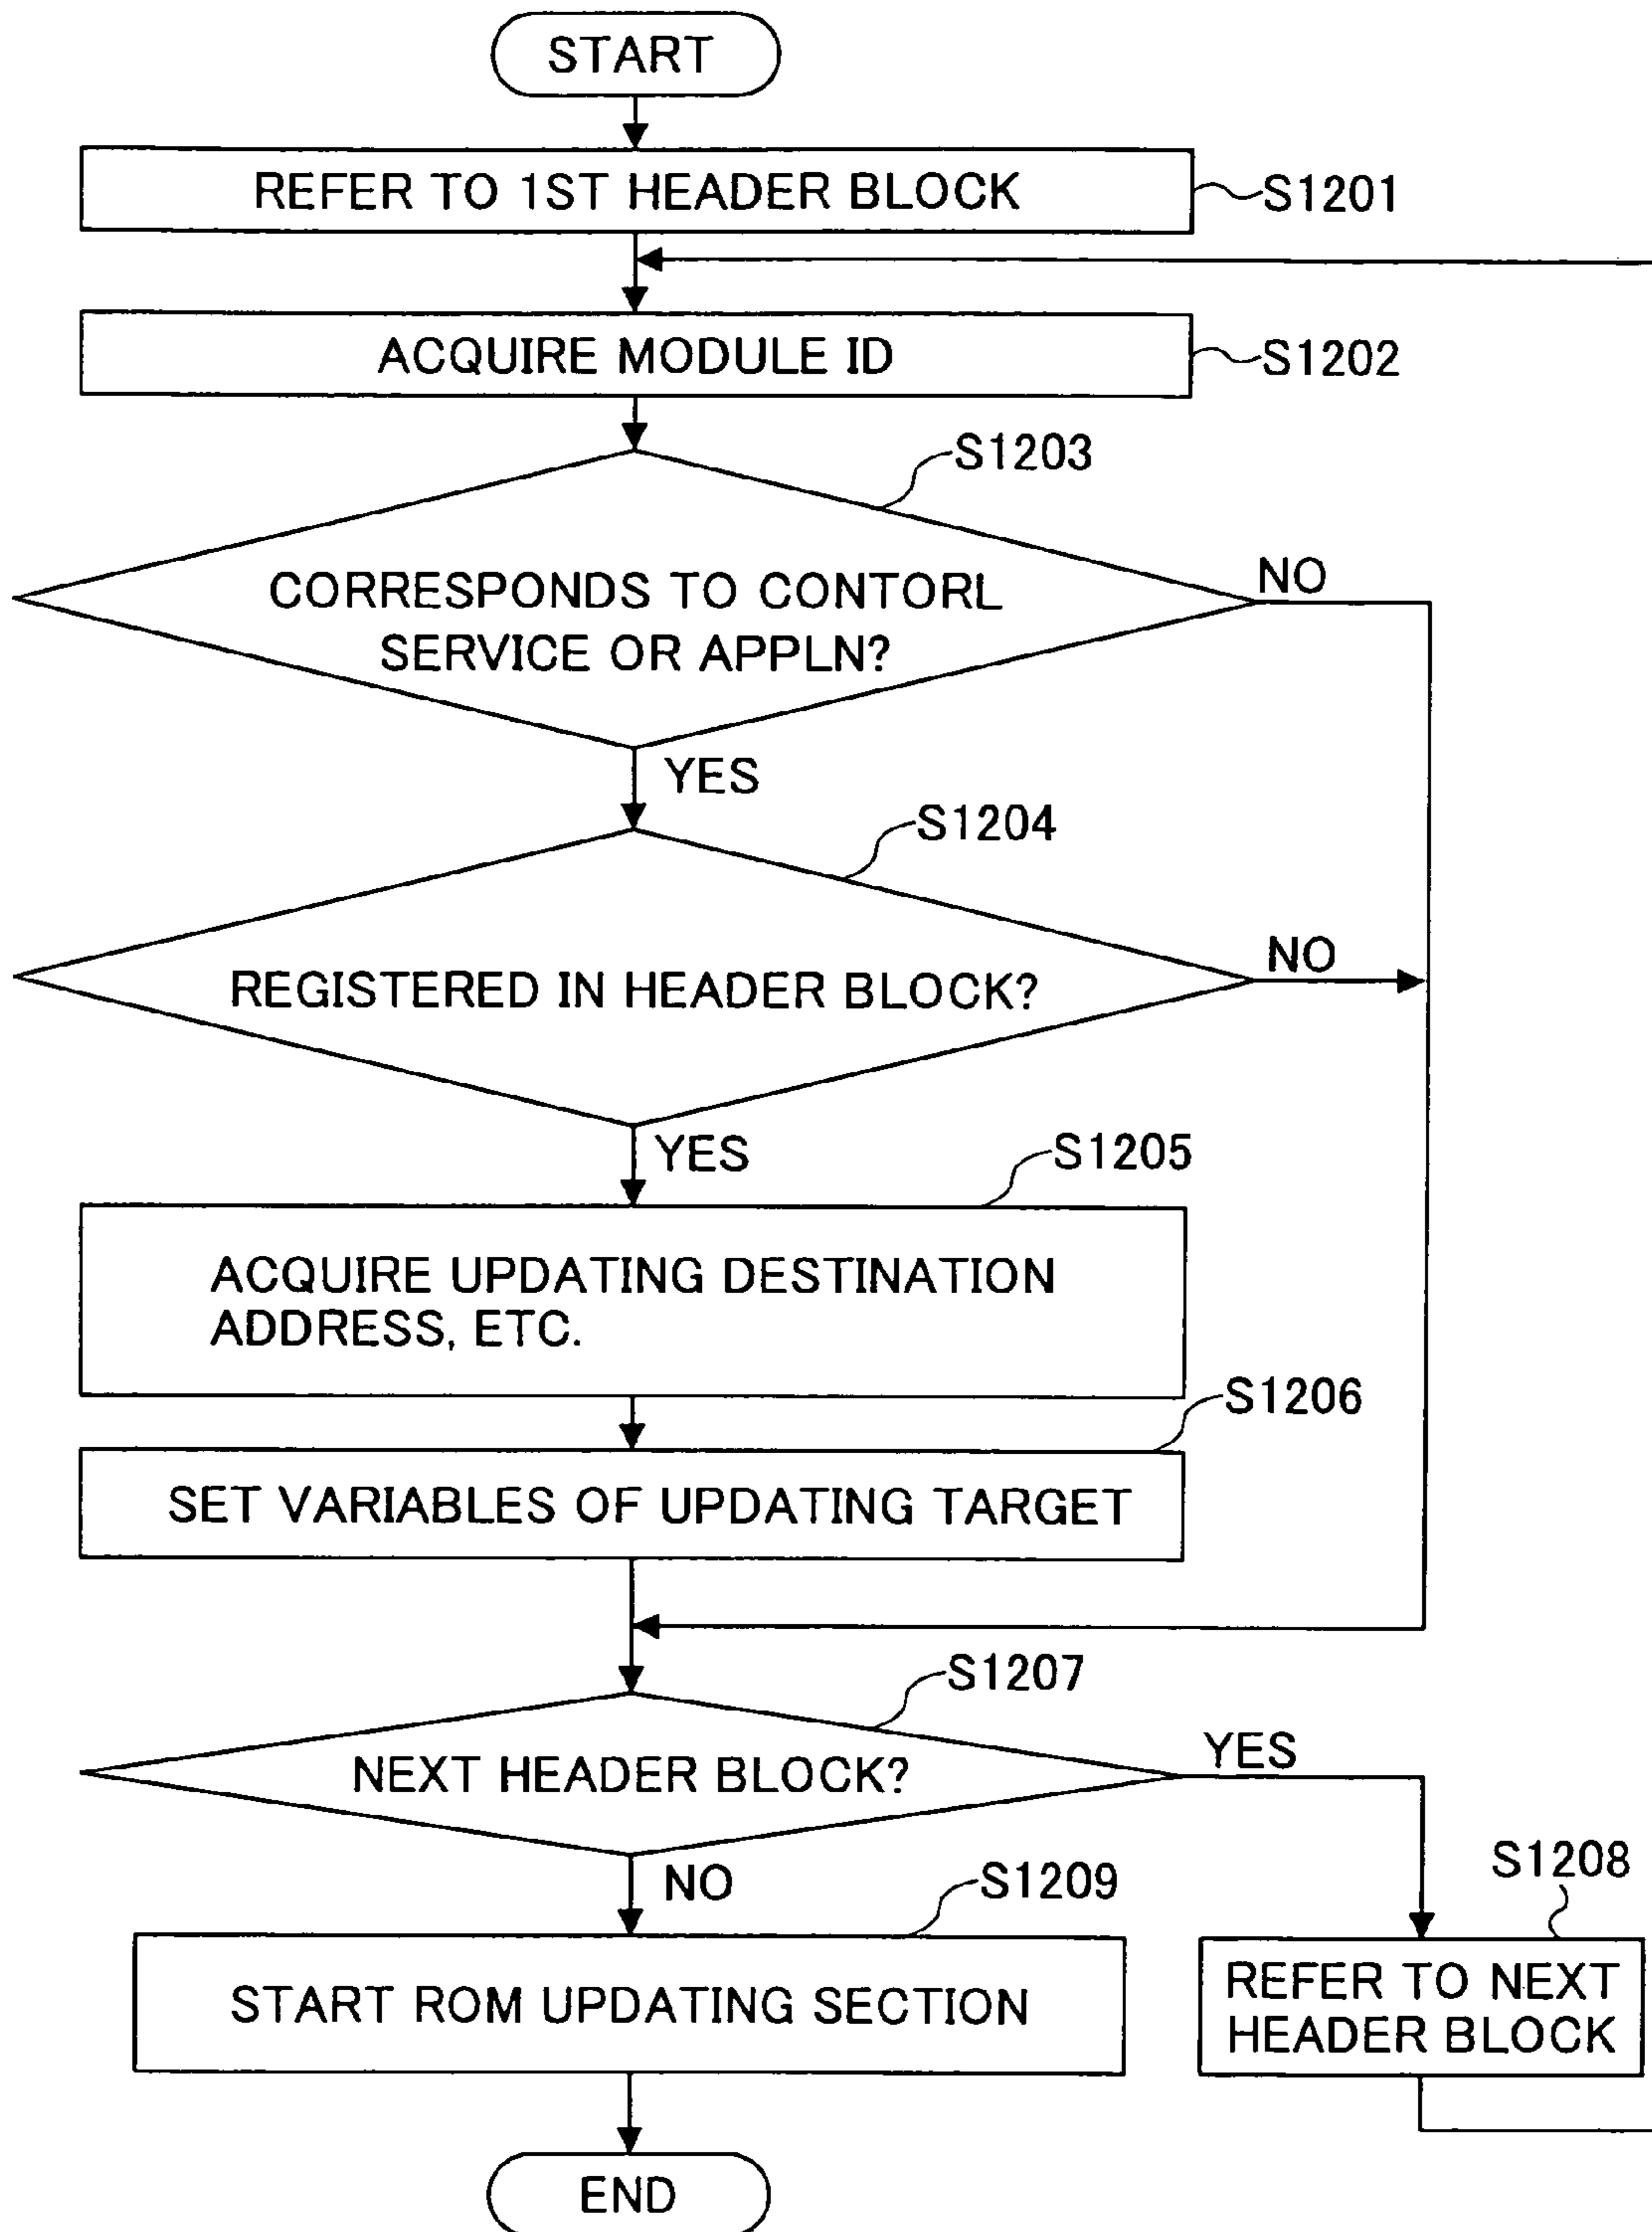 START
REFER TO 1ST HEADER BLOCK
S1201
ACQUIRE MODULE ID
S1202
S1203
CORRESPONDS TO CONTORL
SERVICE OR APPLN?
NO
YES
S1204
REGISTERED IN HEADER BLOCK?
NO
YES
S1205
ACQUIRE UPDATING DESTINATION
ADDRESS, ETC.
S1206
SET VARIABLES OF UPDATING TARGET
S1207
NEXT HEADER BLOCK?
YES
NO
S1209
S1208
START ROM UPDATING SECTION
REFER TO NEXT
HEADER BLOCK
END